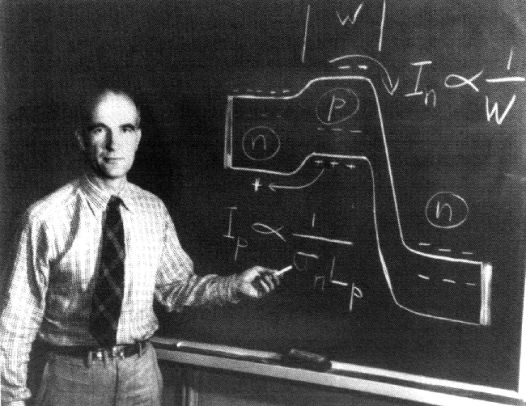 W
I_n ∝ 1/W
p
n
+ + + +
n
I_p ∝ 1/σ_n L_p